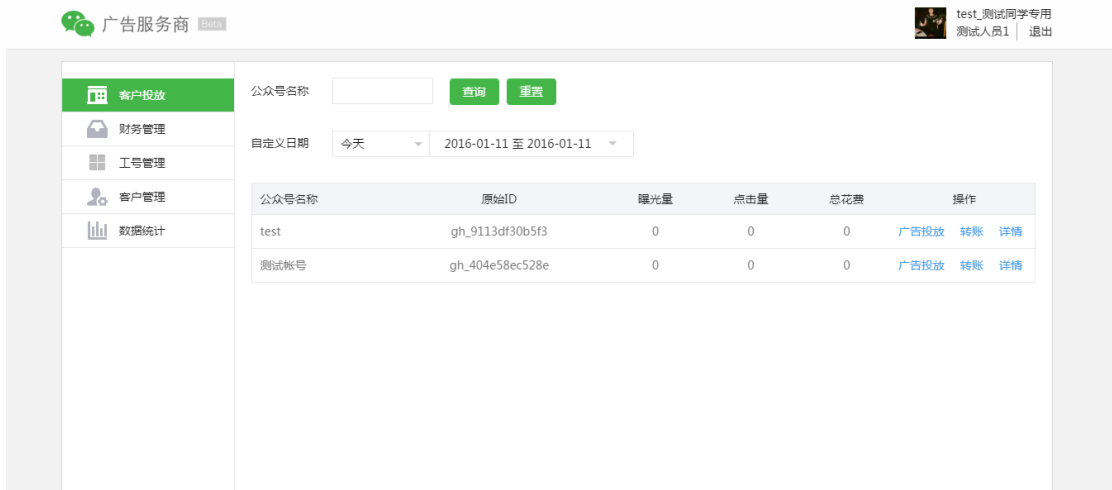 广告服务商 Beta
test_测试同学专用
测试人员1 退出
客户投放
财务管理
工号管理
客户管理
数据统计
公众号名称 查询 重置
自定义日期 今天 2016-01-11 至 2016-01-11
公众号名称 原始ID 曝光量 点击量 总花费 操作
test gh_9113df30b5f3 0 0 0 广告投放 转账 详情
测试帐号 gh_404e58ec528e 0 0 0 广告投放 转账 详情